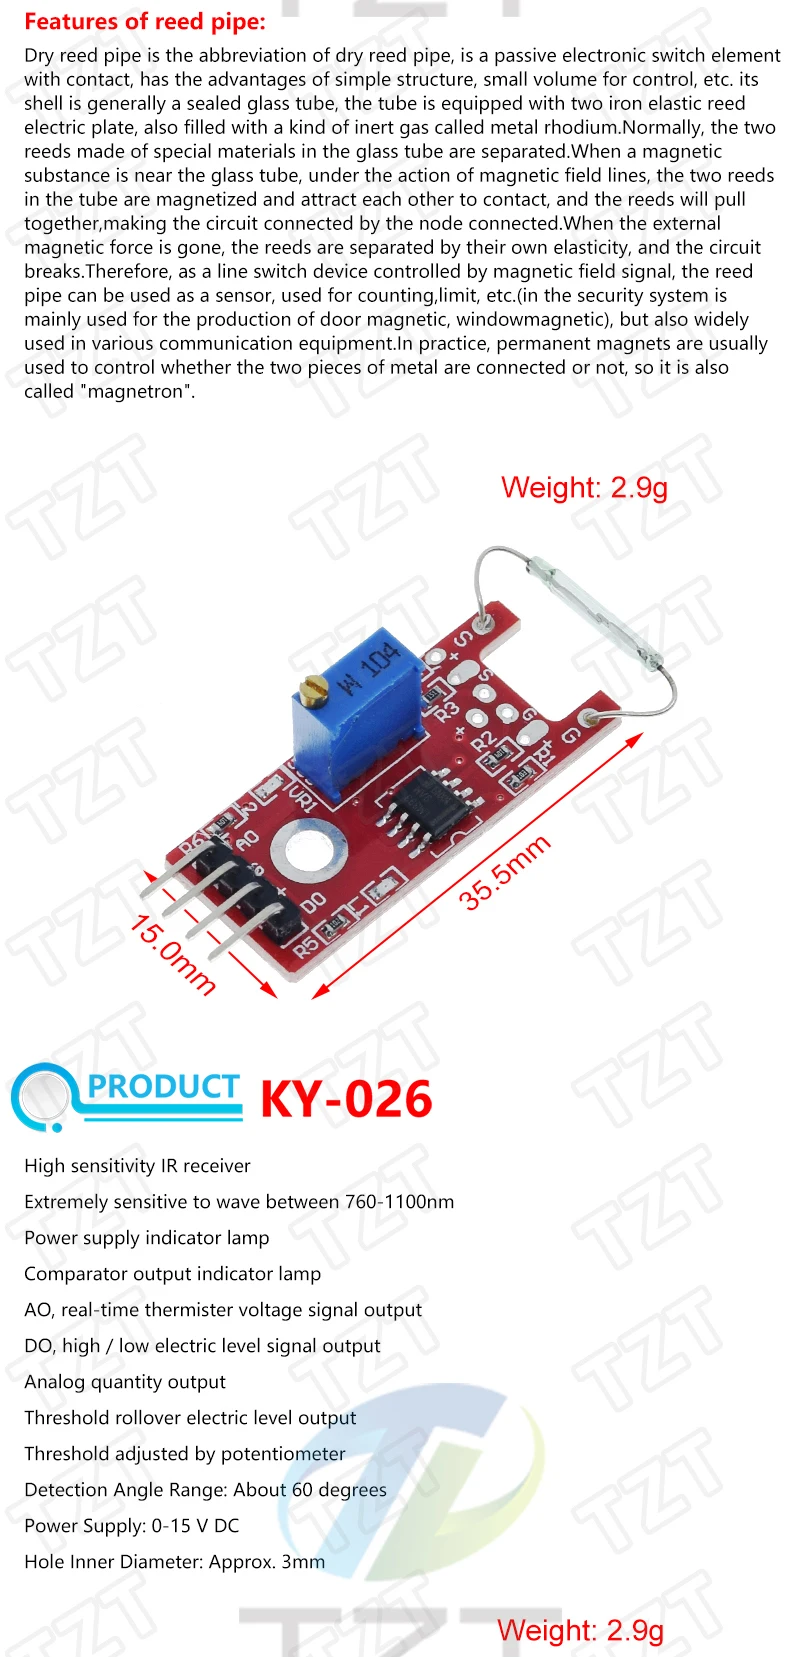 Features of reed pipe:
Dry reed pipe is the abbreviation of dry reed pipe, is a passive electronic switch element
with contact, has the advantages of simple structure, small volume for control, etc. its
shell is generally a sealed glass tube, the tube is equipped with two iron elastic reed
electric plate, also filled with a kind of inert gas called metal rhodium.Normally, the two
reeds made of special materials in the glass tube are separated.When a magnetic
substance is near the glass tube, under the action of magnetic field lines, the two reeds
in the tube are magnetized and attract each other to contact, and the reeds will pull
together,making the circuit connected by the node connected.When the external
magnetic force is gone, the reeds are separated by their own elasticity, and the circuit
breaks.Therefore, as a line switch device controlled by magnetic field signal, the reed
pipe can be used as a sensor, used for counting,limit, etc.(in the security system is
mainly used for the production of door magnetic, windowmagnetic), but also widely
used in various communication equipment.In practice, permanent magnets are usually
used to control whether the two pieces of metal are connected or not, so it is also
called "magnetron".
Weight: 2.9g
W 104
S
+ S
R3
G
R2
R1
G
VR1
R6
AO
G
+
DO
R5
L1
35.5mm
15.0mm
PRODUCT KY-026
High sensitivity IR receiver
Extremely sensitive to wave between 760-1100nm
Power supply indicator lamp
Comparator output indicator lamp
AO, real-time thermister voltage signal output
DO, high / low electric level signal output
Analog quantity output
Threshold rollover electric level output
Threshold adjusted by potentiometer
Detection Angle Range: About 60 degrees
Power Supply: 0-15 V DC
Hole Inner Diameter: Approx. 3mm
Weight: 2.9g
TZT